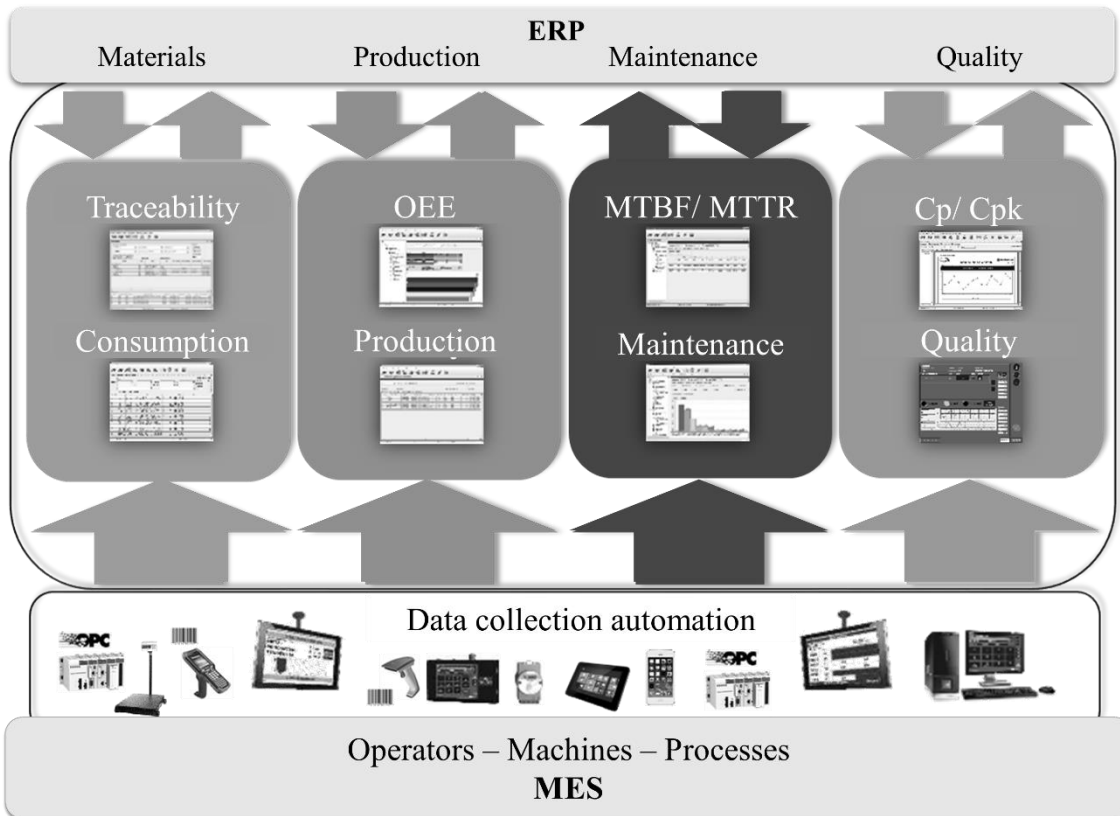 ERP
Materials Production Maintenance Quality
Traceability OEE MTBF/ MTTR Cp/ Cpk
Consumption Production Maintenance Quality
Data collection automation
OPC
OPC
Operators – Machines – Processes
MES